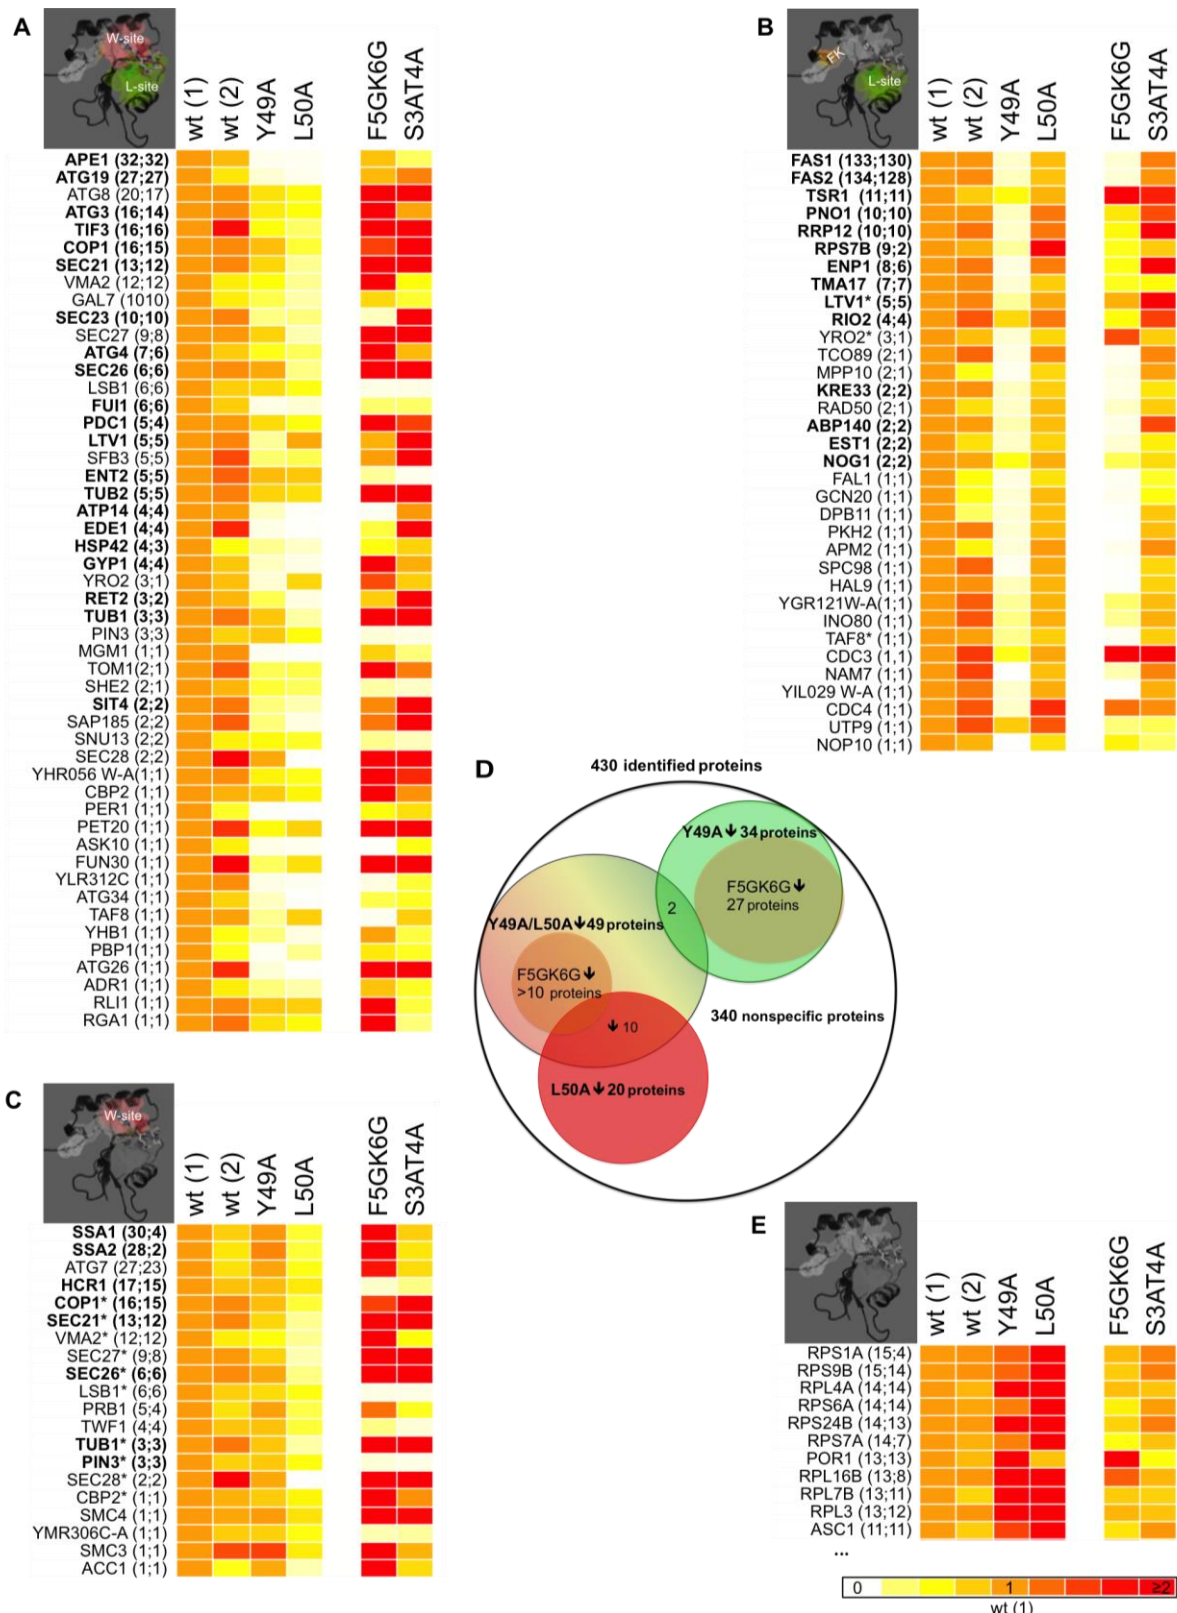 A
W-site
L-site
wt (1)
wt (2)
Y49A
L50A
F5GK6G
S3AT4A
APE1 (32;32)
ATG19 (27;27)
ATG8 (20;17)
ATG3 (16;14)
TIF3 (16;16)
COP1 (16;15)
SEC21 (13;12)
VMA2 (12;12)
GAL7 (1010)
SEC23 (10;10)
SEC27 (9;8)
ATG4 (7;6)
SEC26 (6;6)
LSB1 (6;6)
FUI1 (6;6)
PDC1 (5;4)
LTV1 (5;5)
SFB3 (5;5)
ENT2 (5;5)
TUB2 (5;5)
ATP14 (4;4)
EDE1 (4;4)
HSP42 (4;3)
GYP1 (4;4)
YRO2 (3;1)
RET2 (3;2)
TUB1 (3;3)
PIN3 (3;3)
MGM1 (1;1)
TOM1(2;1)
SHE2 (2;1)
SIT4 (2;2)
SAP185 (2;2)
SNU13 (2;2)
SEC28 (2;2)
YHR056 W-A(1;1)
CBP2 (1;1)
PER1 (1;1)
PET20 (1;1)
ASK10 (1;1)
FUN30 (1;1)
YLR312C (1;1)
ATG34 (1;1)
TAF8 (1;1)
YHB1 (1;1)
PBP1(1;1)
ATG26 (1;1)
ADR1 (1;1)
RLI1 (1;1)
RGA1 (1;1)
B
FK
L-site
wt (1)
wt (2)
Y49A
L50A
F5GK6G
S3AT4A
FAS1 (133;130)
FAS2 (134;128)
TSR1 (11;11)
PNO1 (10;10)
RRP12 (10;10)
RPS7B (9;2)
ENP1 (8;6)
TMA17 (7;7)
LTV1* (5;5)
RIO2 (4;4)
YRO2* (3;1)
TCO89 (2;1)
MPP10 (2;1)
KRE33 (2;2)
RAD50 (2;1)
ABP140 (2;2)
EST1 (2;2)
NOG1 (2;2)
FAL1 (1;1)
GCN20 (1;1)
DPB11 (1;1)
PKH2 (1;1)
APM2 (1;1)
SPC98 (1;1)
HAL9 (1;1)
YGR121W-A(1;1)
INO80 (1;1)
TAF8* (1;1)
CDC3 (1,1)
NAM7 (1;1)
YIL029 W-A (1;1)
CDC4 (1;1)
UTP9 (1;1)
NOP10 (1;1)
D
430 identified proteins
Y49A↓ 34 proteins
F5GK6G↓
27 proteins
2
Y49A/L50A↓49 proteins
F5GK6G↓
>10 proteins
↓ 10
340 nonspecific proteins
L50A↓ 20 proteins
C
W-site
wt (1)
wt (2)
Y49A
L50A
F5GK6G
S3AT4A
SSA1 (30;4)
SSA2 (28;2)
ATG7 (27;23)
HCR1 (17;15)
COP1* (16;15)
SEC21* (13;12)
VMA2* (12;12)
SEC27* (9;8)
SEC26* (6;6)
LSB1* (6;6)
PRB1 (5;4)
TWF1 (4;4)
TUB1* (3;3)
PIN3* (3;3)
SEC28* (2;2)
CBP2* (1;1)
SMC4 (1;1)
YMR306C-A (1;1)
SMC3 (1;1)
ACC1 (1;1)
E
wt (1)
wt (2)
Y49A
L50A
F5GK6G
S3AT4A
RPS1A (15;4)
RPS9B (15;14)
RPL4A (14;14)
RPS6A (14;14)
RPS24B (14;13)
RPS7A (14;7)
POR1 (13;13)
RPL16B (13;8)
RPL7B (13;11)
RPL3 (13;12)
ASC1 (11;11)
...
0 1 ≥2
wt (1)